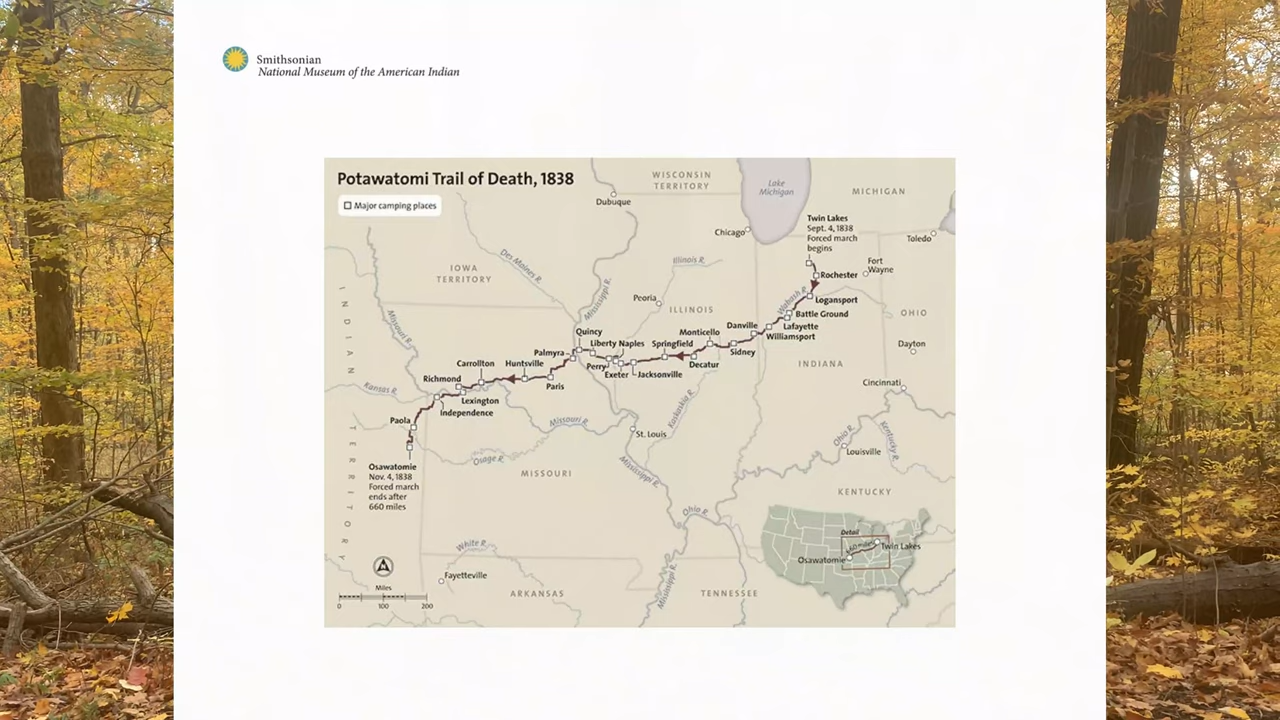 Smithsonian
National Museum of the American Indian
Potawatomi Trail of Death, 1838
Major camping places
WISCONSIN
TERRITORY
Lake
Michigan
MICHIGAN
Dubuque
Chicago
Twin Lakes
Sept. 4, 1838
Forced march
begins
Toledo
Des Moines R.
Illinois R.
IOWA
TERRITORY
Fort
Wayne
Rochester
Mississippi R.
Peoria
ILLINOIS
Wabash R.
Logansport
Battle Ground
OHIO
INDIAN TERRITORY
Missouri R.
Quincy
Liberty
Naples
Springfield
Monticello
Danville
Lafayette
Williamsport
Palmyra
Perry
Exeter
Jacksonville
Decatur
Sidney
INDIANA
Dayton
Carrollton
Huntsville
Richmond
Paris
Kansas R.
Lexington
Independence
Cincinnati
Paola
Missouri R.
Kaskaskia R.
St. Louis
Ohio R.
Kentucky R.
Louisville
Osage R.
MISSOURI
Mississippi R.
Osawatomie
Nov. 4, 1838
Forced march
ends after
660 miles
KENTUCKY
Ohio R.
Detail
660 miles
Twin Lakes
Osawatomie
White R.
Fayetteville
ARKANSAS
Mississippi R.
TENNESSEE
Miles
0 100 200